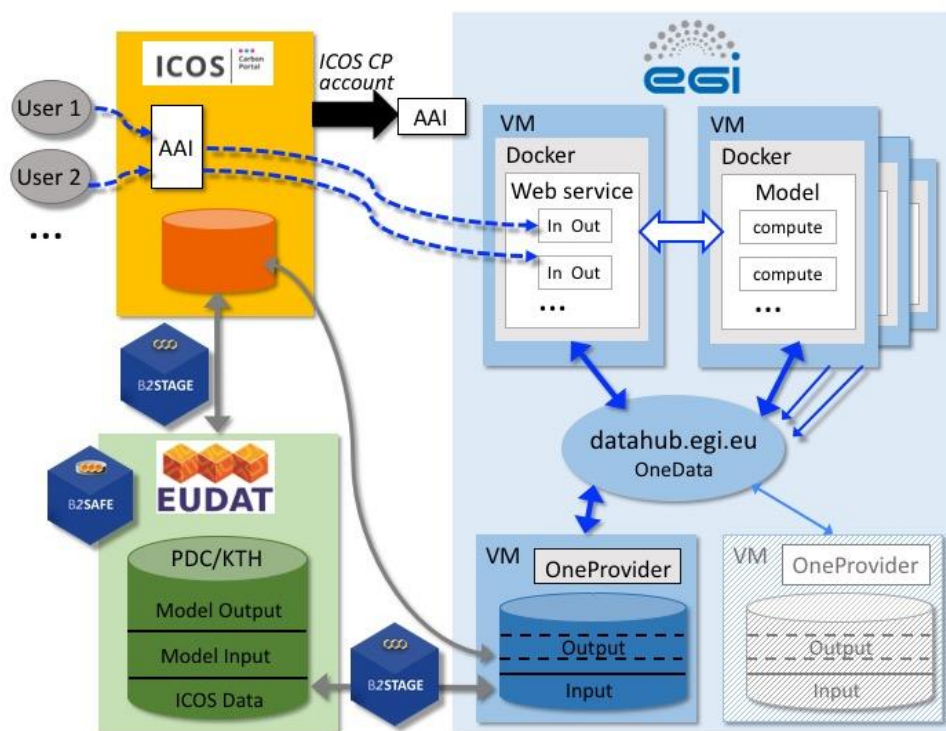 ICOS
Carbon
Portal
ICOS CP
account
AAI
User 1
User 2
...
AAI
egi
VM
Docker
Web service
In Out
In Out
...
VM
Docker
Model
compute
compute
...
B2STAGE
B2SAFE
EUDAT
PDC/KTH
Model Output
Model Input
ICOS Data
B2STAGE
datahub.egi.eu
OneData
VM
OneProvider
Output
Input
VM
OneProvider
Output
Input